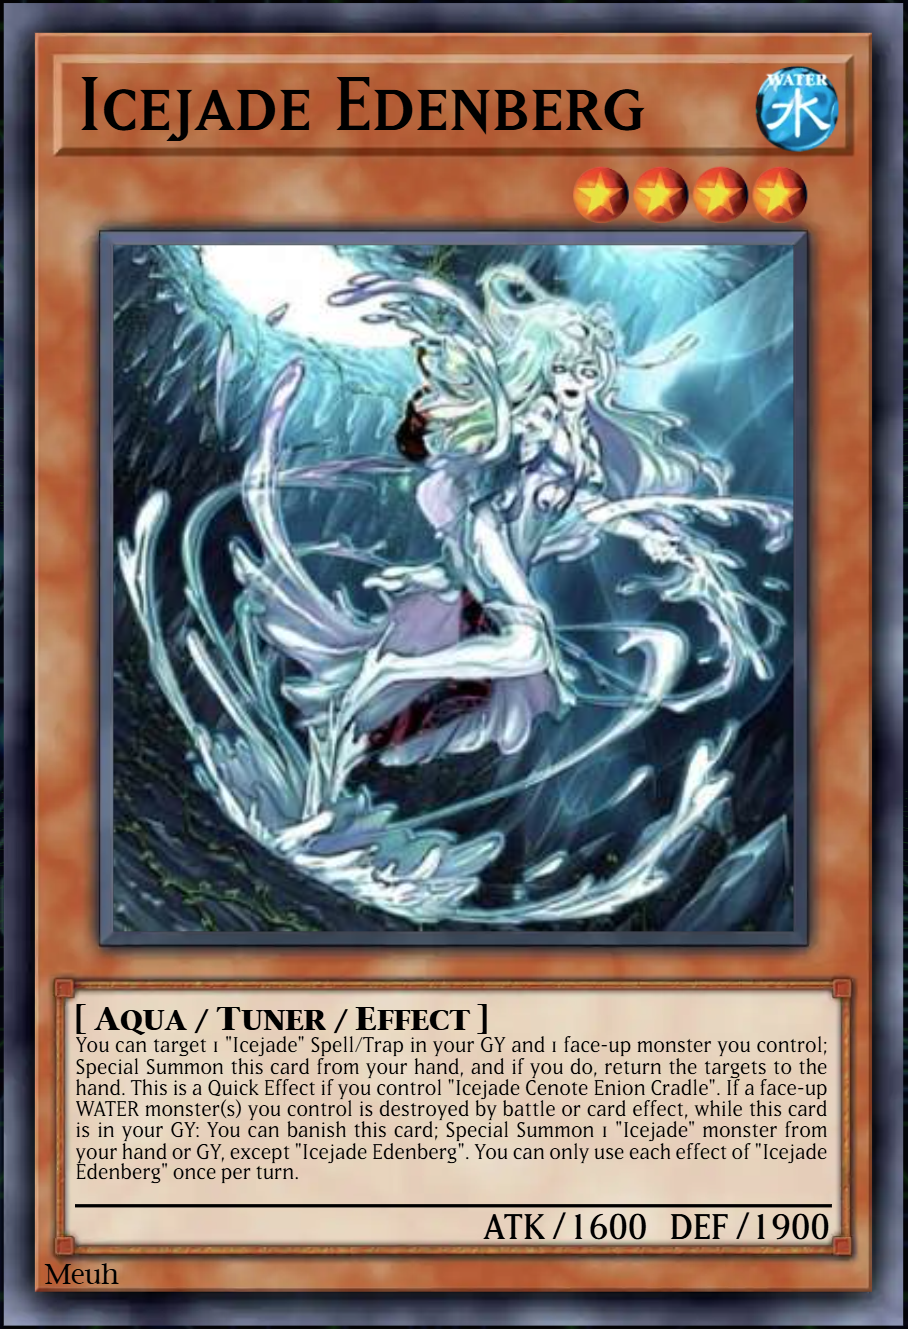 Icejade Edenberg
WATER
水
[ Aqua / Tuner / Effect ]
You can target 1 "Icejade" Spell/Trap in your GY and 1 face-up monster you control;
Special Summon this card from your hand, and if you do, return the targets to the
hand. This is a Quick Effect if you control "Icejade Cenote Enion Cradle". If a face-up
WATER monster(s) you control is destroyed by battle or card effect, while this card
is in your GY: You can banish this card; Special Summon 1 "Icejade" monster from
your hand or GY, except "Icejade Edenberg". You can only use each effect of "Icejade
Edenberg" once per turn.
ATK/1600 DEF/1900
Meuh